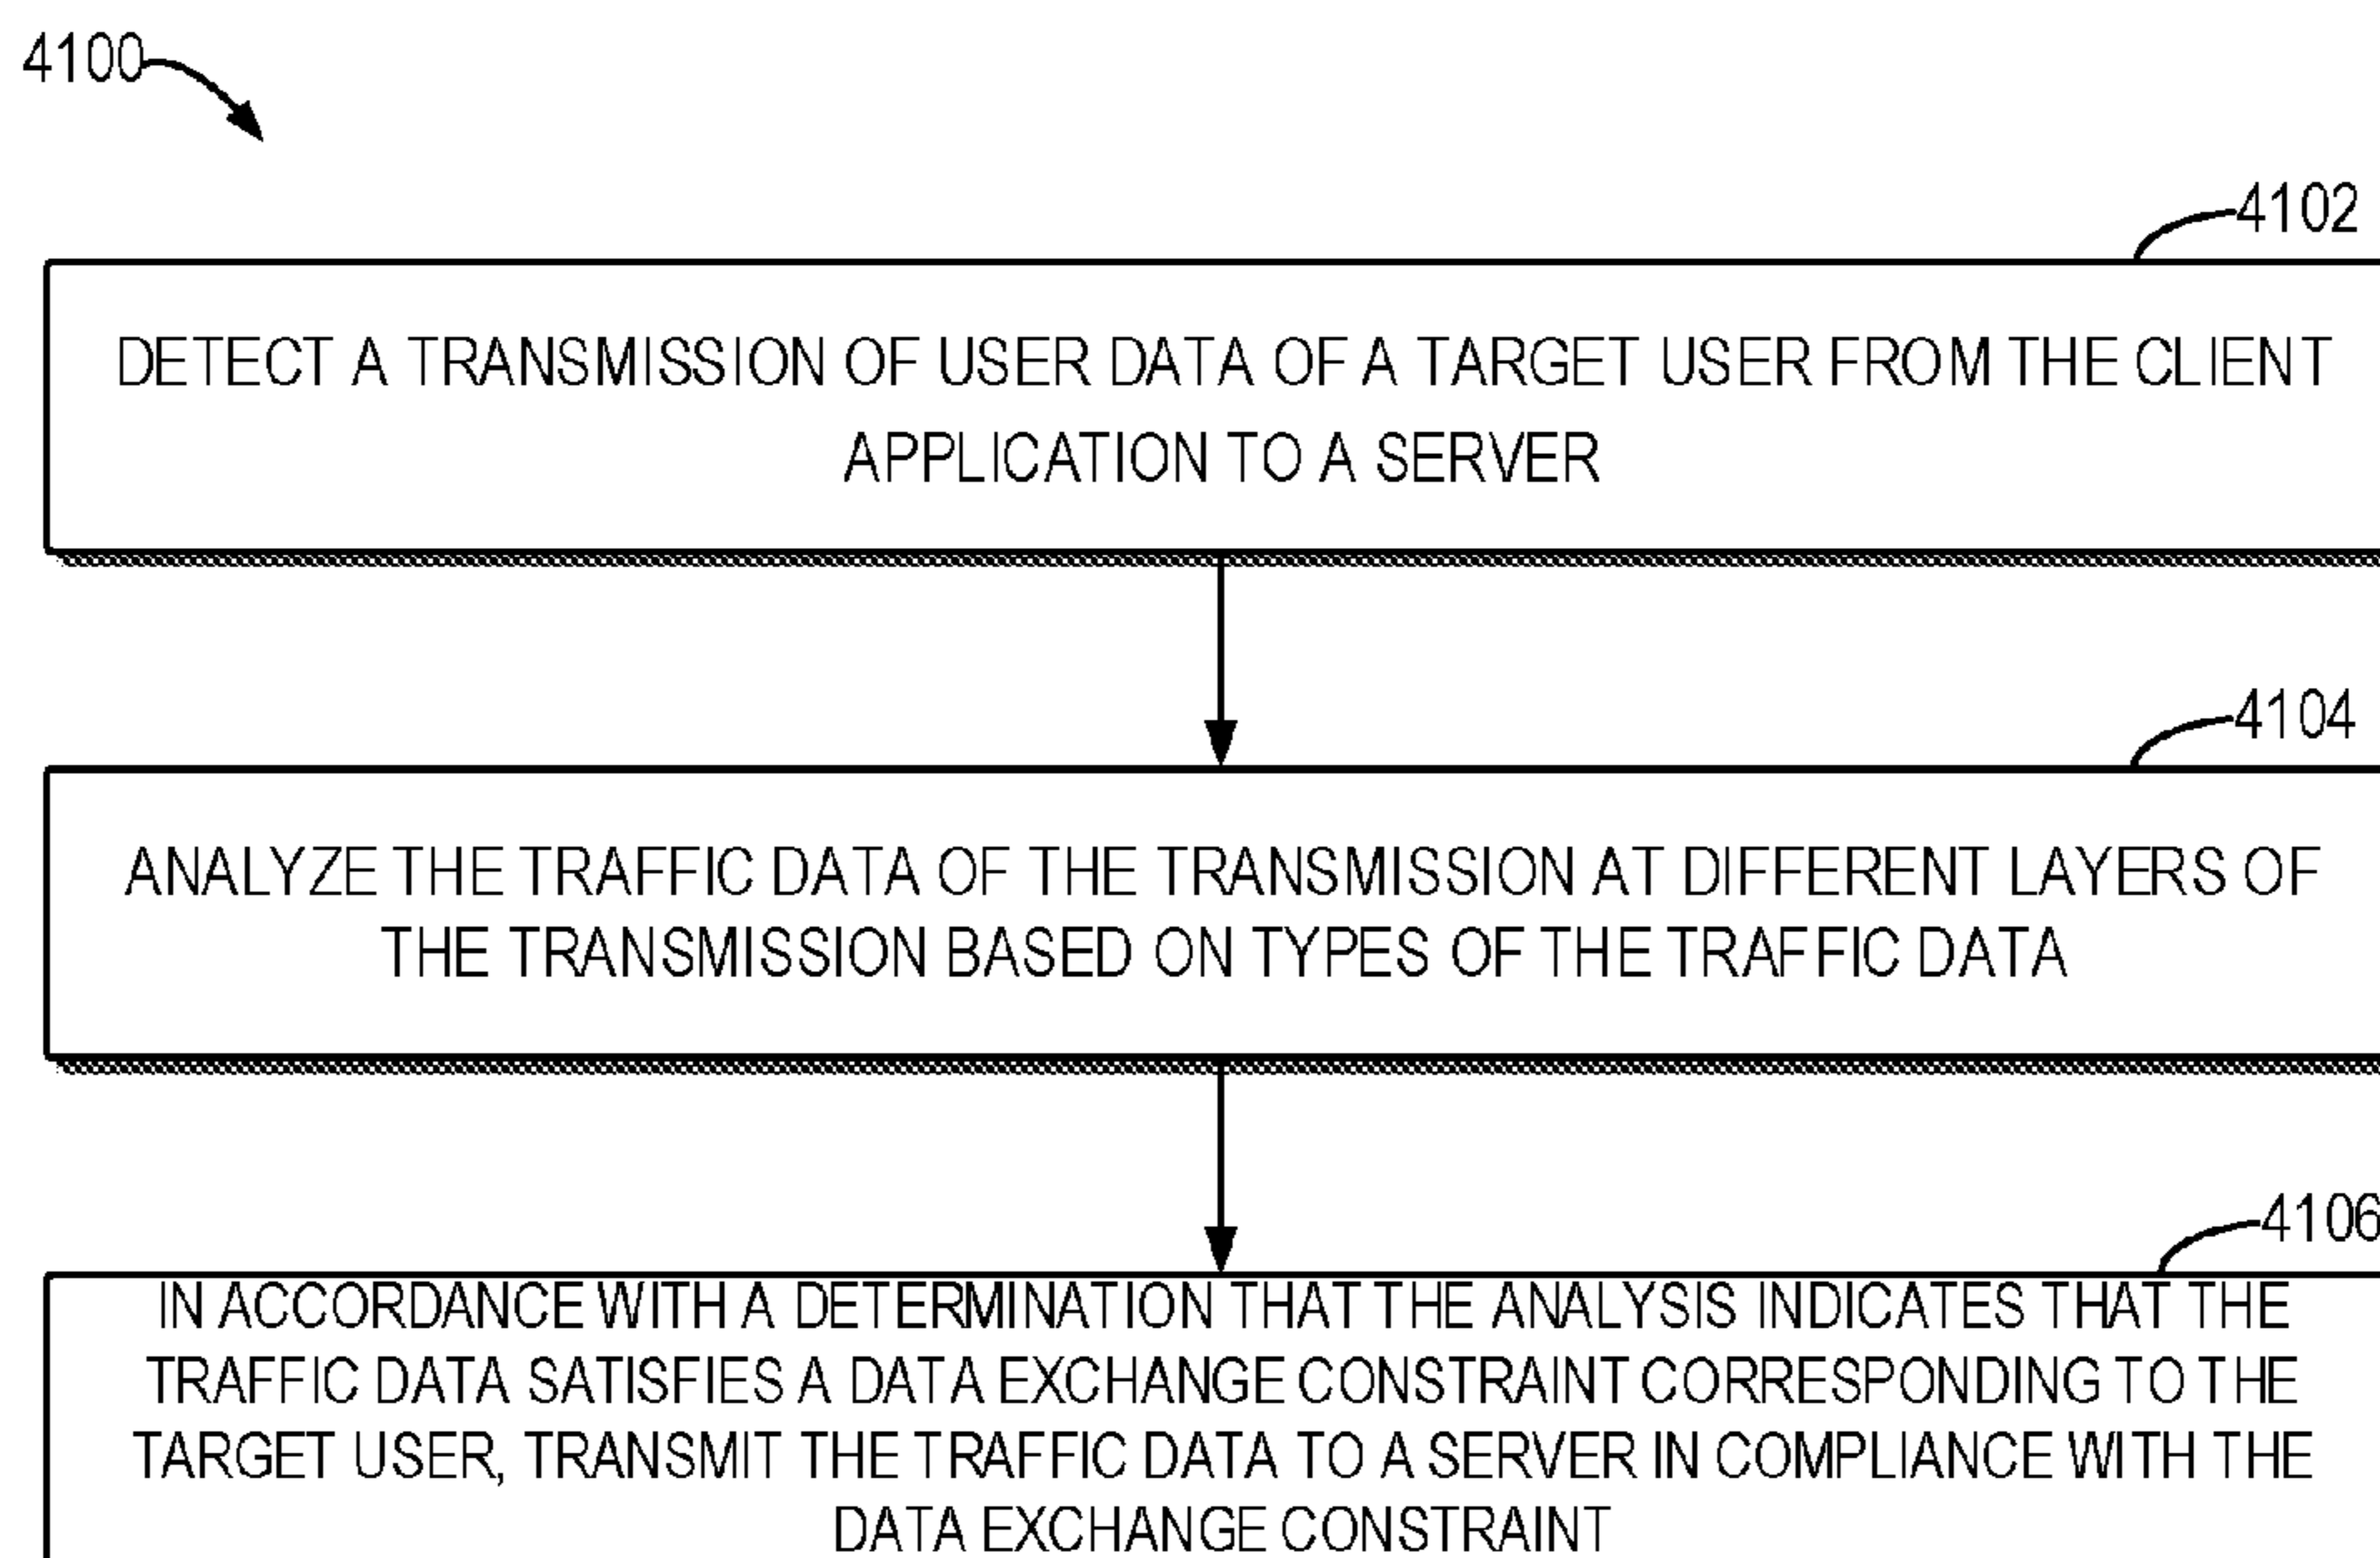 4100
4102
DETECT A TRANSMISSION OF USER DATA OF A TARGET USER FROM THE CLIENT
APPLICATION TO A SERVER
4104
ANALYZE THE TRAFFIC DATA OF THE TRANSMISSION AT DIFFERENT LAYERS OF
THE TRANSMISSION BASED ON TYPES OF THE TRAFFIC DATA
4106
IN ACCORDANCE WITH A DETERMINATION THAT THE ANALYSIS INDICATES THAT THE
TRAFFIC DATA SATISFIES A DATA EXCHANGE CONSTRAINT CORRESPONDING TO THE
TARGET USER, TRANSMIT THE TRAFFIC DATA TO A SERVER IN COMPLIANCE WITH THE
DATA EXCHANGE CONSTRAINT